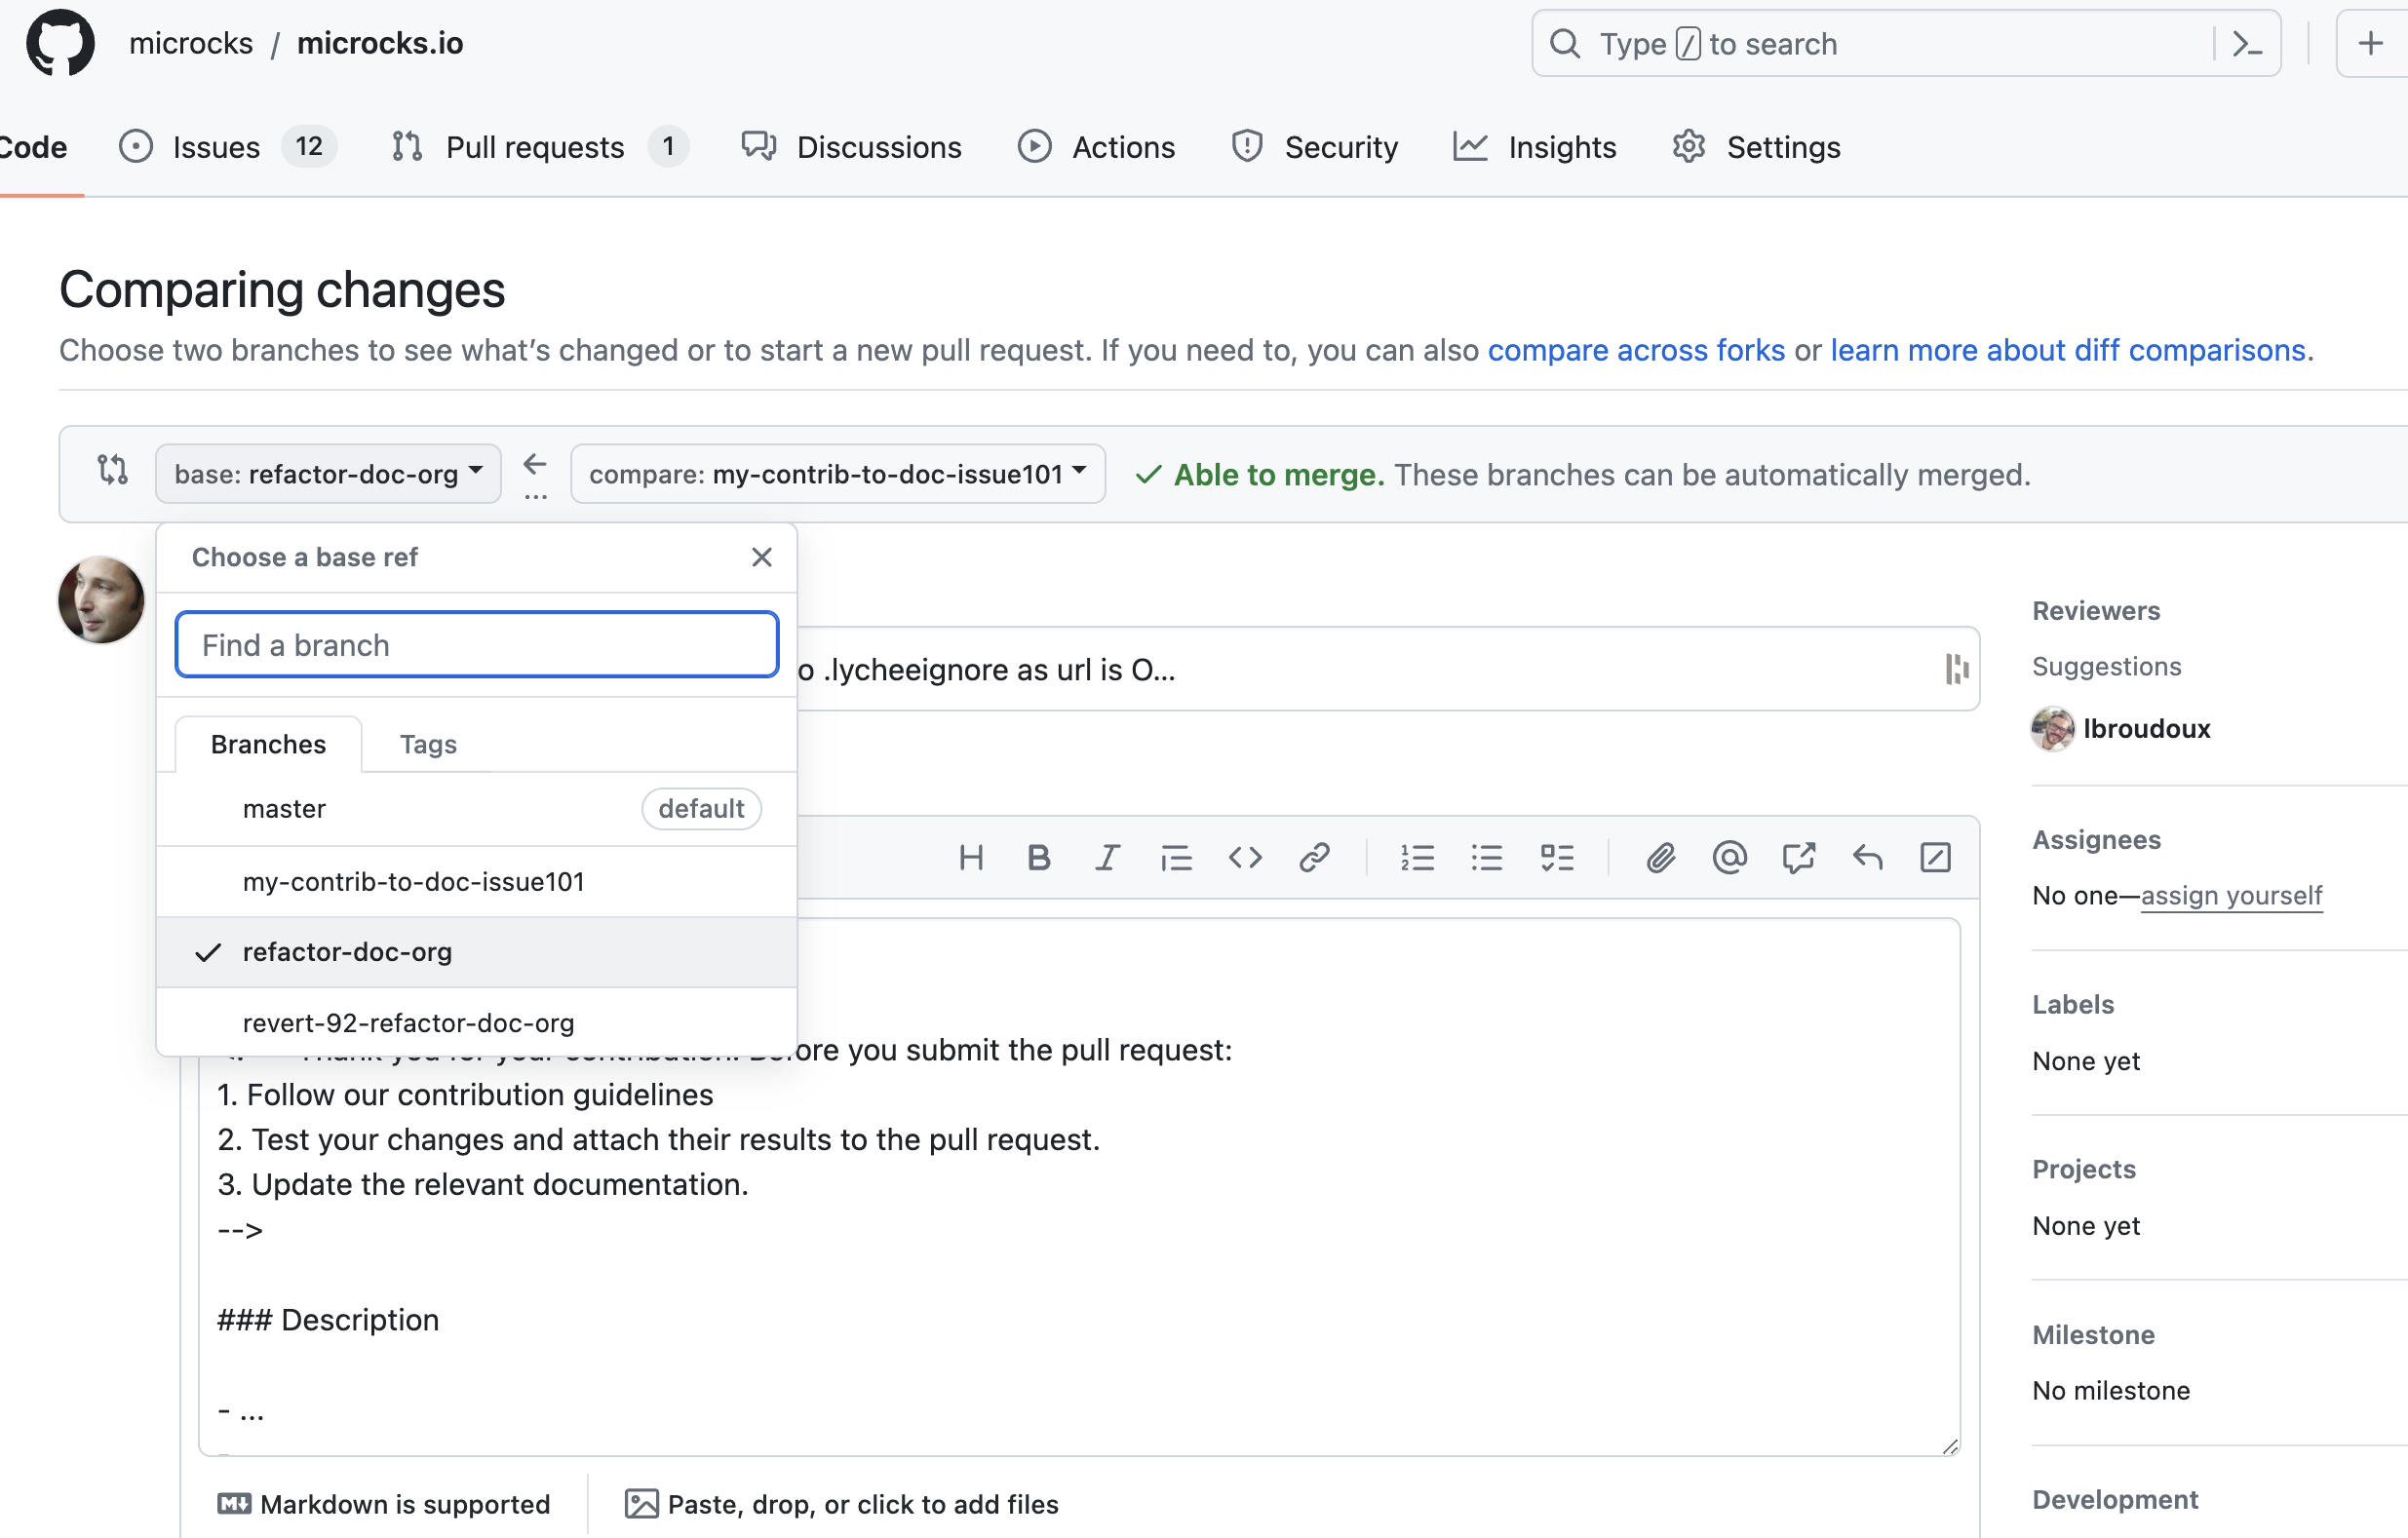 microcks / microcks.io
Type / to search
Code
Issues 12
Pull requests 1
Discussions
Actions
Security
Insights
Settings
Comparing changes
Choose two branches to see what’s changed or to start a new pull request. If you need to, you can also compare across forks or learn more about diff comparisons.
base: refactor-doc-org
...
compare: my-contrib-to-doc-issue101
Able to merge. These branches can be automatically merged.
Choose a base ref
Find a branch
Branches
Tags
master default
my-contrib-to-doc-issue101
refactor-doc-org
revert-92-refactor-doc-org
.lycheeignore as url is O...
H B I
Thank you for your contribution. Before you submit the pull request:
1. Follow our contribution guidelines
2. Test your changes and attach their results to the pull request.
3. Update the relevant documentation.
-->
### Description
- ...
Markdown is supported
Paste, drop, or click to add files
Reviewers
Suggestions
lbroudoux
Assignees
No one—assign yourself
Labels
None yet
Projects
None yet
Milestone
No milestone
Development